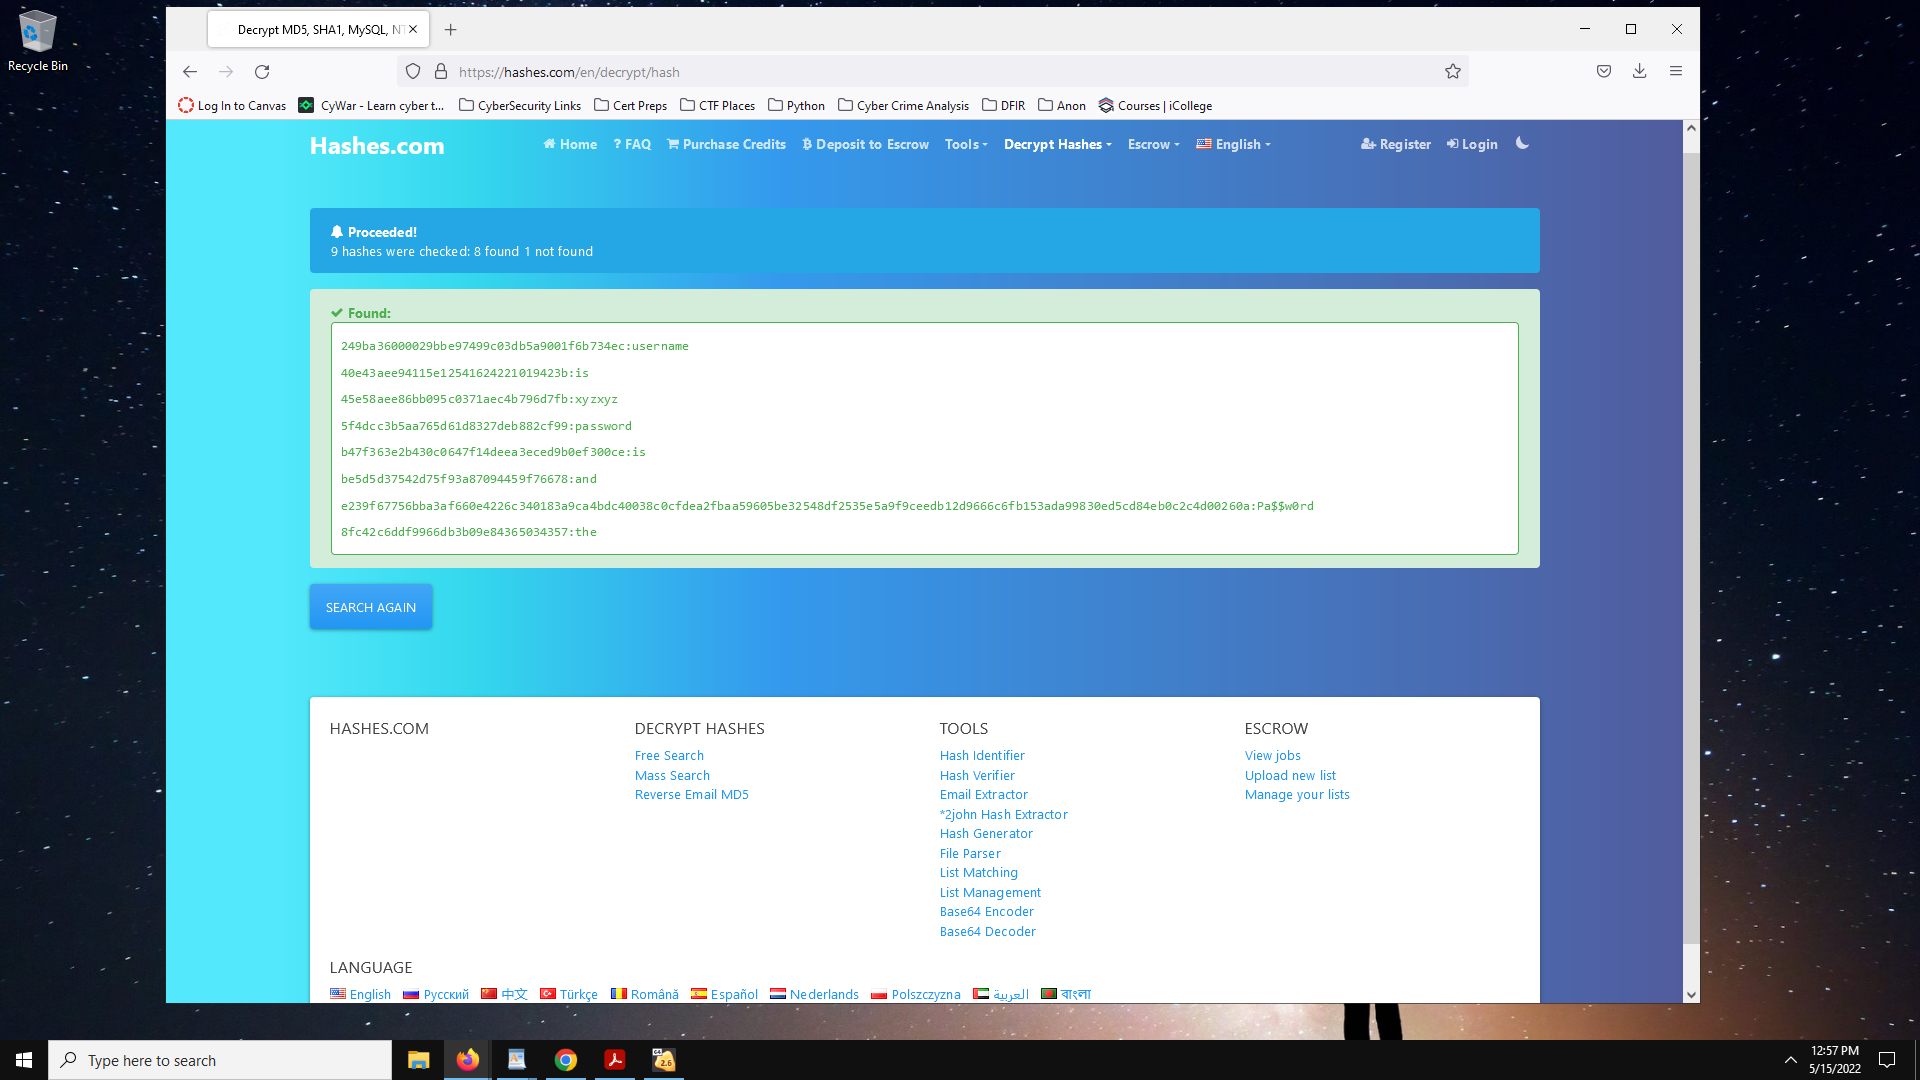 Recycle Bin
Decrypt MD5, SHA1, MySQL, NT
https://hashes.com/en/decrypt/hash
Log In to Canvas
CyWar - Learn cyber t...
CyberSecurity Links
Cert Preps
CTF Places
Python
Cyber Crime Analysis
DFIR
Anon
Courses | iCollege
Hashes.com
Home
? FAQ
Purchase Credits
Deposit to Escrow
Tools
Decrypt Hashes
Escrow
English
Register
Login
Proceeded!
9 hashes were checked: 8 found 1 not found
Found:
249ba36000029bbe97499c03db5a9001f6b734ec:username
40e43aee94115e12541624221019423b:is
45e58aee86bb095c0371aec4b796d7fb:xyzxyz
5f4dcc3b5aa765d61d8327deb882cf99:password
b47f363e2b430c0647f14deea3eced9b0ef300ce:is
be5d5d37542d75f93a87094459f76678:and
e239f67756bba3af660e4226c340183a9ca4bdc40038c0cfdea2fbaa59605be32548df2535e5a9f9ceedb12d9666c6fb153ada99830ed5cd84eb0c2c4d00260a:Pa$$w0rd
8fc42c6ddf9966db3b09e84365034357:the
SEARCH AGAIN
HASHES.COM
DECRYPT HASHES
Free Search
Mass Search
Reverse Email MD5
TOOLS
Hash Identifier
Hash Verifier
Email Extractor
*2john Hash Extractor
Hash Generator
File Parser
List Matching
List Management
Base64 Encoder
Base64 Decoder
ESCROW
View jobs
Upload new list
Manage your lists
LANGUAGE
English
Русский
中文
Türkçe
Română
Español
Nederlands
Polszczyzna
العربية
বাংলা
Type here to search
64
2.6
12:57 PM
5/15/2022